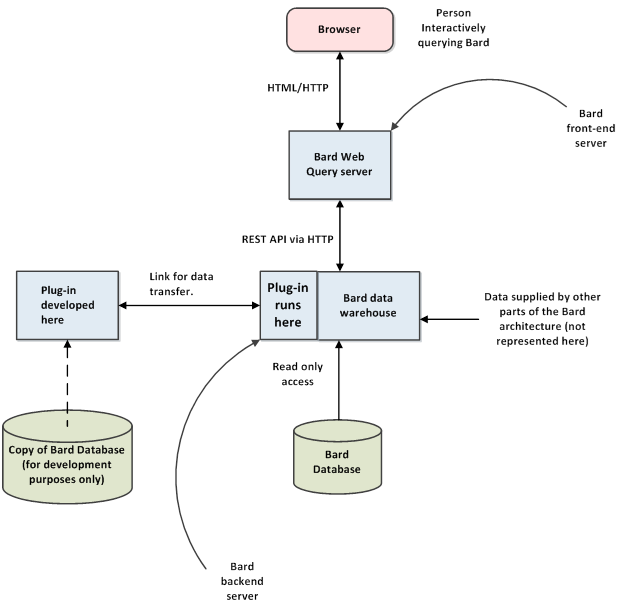 Browser
Person
Interactively
querying Bard
HTML/HTTP
Bard
front-end
server
Bard Web
Query server
REST API via HTTP
Plug-in
developed
here
Link for data
transfer.
Plug-in
runs
here
Bard data
warehouse
Data supplied by other
parts of the Bard
architecture (not
represented here)
Read only
access
Copy of Bard Database
(for development
purposes only)
Bard
Database
Bard
backend
server